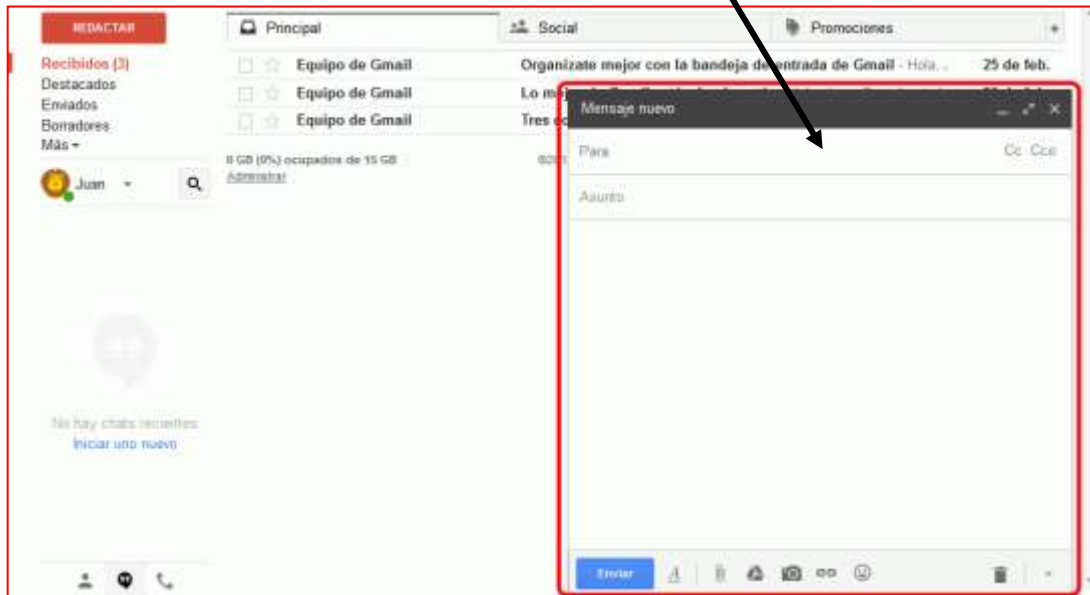 REDACTAR
Principal
Social
Promociones
+
Recibidos (3)
Equipo de Gmail Organízate mejor con la bandeja de entrada de Gmail - Hola,
25 de feb.
Destacados
Equipo de Gmail Lo
Enviados
Equipo de Gmail Tres
Borradores
Más
0 GB (0%) ocupados de 15 GB
Administrar
Juan
No hay chats recientes
Iniciar uno nuevo
Mensaje nuevo
Para
Cc Cco
Asunto
Enviar
A